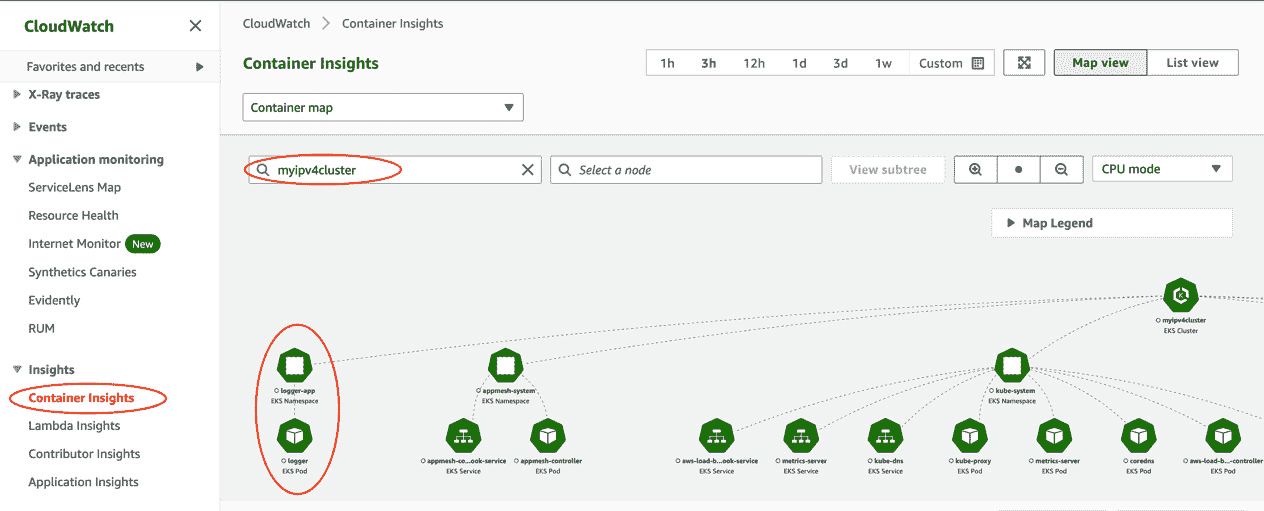 CloudWatch
Favorites and recents
X-Ray traces
Events
Application monitoring
ServiceLens Map
Resource Health
Internet Monitor New
Synthetics Canaries
Evidently
RUM
Insights
Container Insights
Lambda Insights
Contributor Insights
Application Insights
CloudWatch > Container Insights
Container Insights
1h 3h 12h 1d 3d 1w Custom
Map view List view
Container map
myipv4cluster
Select a node
View subtree
CPU mode
Map Legend
myipv4cluster
EKS Cluster
logger-app
EKS Namespace
appmesh-system
EKS Namespace
kube-system
EKS Namespace
logger
EKS Pod
appmesh-co...ook-service
EKS Service
appmesh-controller
EKS Pod
aws-load-b...ook-service
EKS Service
metrics-server
EKS Service
kube-dns
EKS Service
kube-proxy
EKS Pod
metrics-server
EKS Pod
coredns
EKS Pod
aws-load-b...-controller
EKS Pod